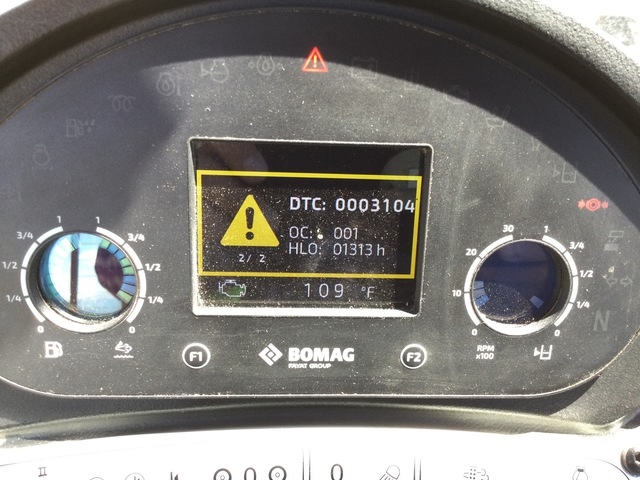 DTC: 0003104
OC: 001
2/ 2
HLO: 01313 h
109 °F
1
3/4
1/2
1/4
0
1
3/4
1/2
1/4
0
30
20
10
0
1
3/4
1/2
1/4
0
RPM
x100
F1
BOMAG
FAYAT GROUP
F2
N